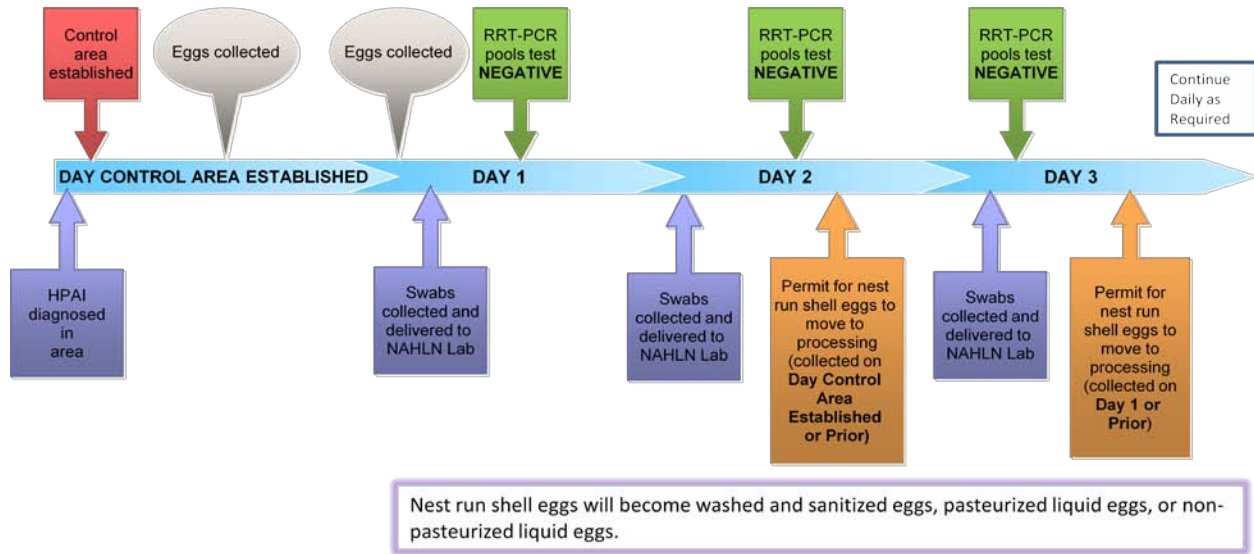 Control
area
established
Eggs collected
Eggs collected
RRT-PCR
pools test
NEGATIVE
RRT-PCR
pools test
NEGATIVE
RRT-PCR
pools test
NEGATIVE
Continue
Daily as
Required
DAY CONTROL AREA ESTABLISHED
DAY 1
DAY 2
DAY 3
HPAI
diagnosed
in
area
Swabs
collected and
delivered to
NAHLN Lab
Swabs
collected and
delivered to
NAHLN Lab
Permit for nest
run shell eggs to
move to
processing
(collected on
Day Control
Area
Established
or Prior)
Swabs
collected and
delivered to
NAHLN Lab
Permit for
nest run
shell eggs to
move to
processing
(collected on
Day 1 or
Prior)
Nest run shell eggs will become washed and sanitized eggs, pasteurized liquid eggs, or non-
pasteurized liquid eggs.